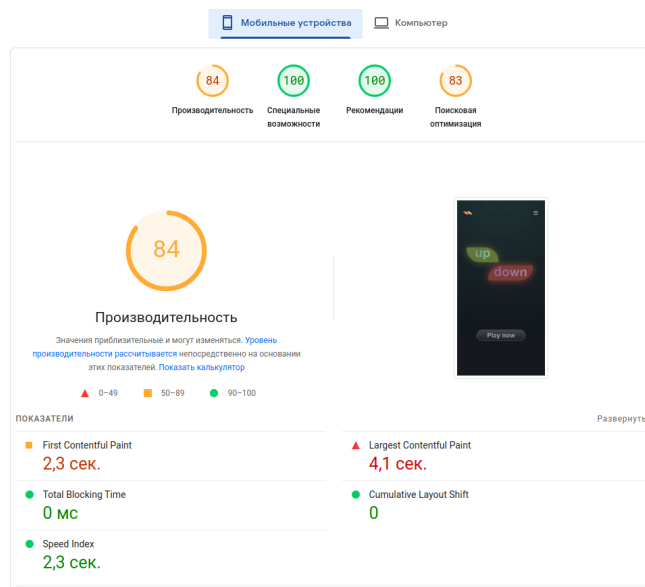 Мобильные устройства
Компьютер
84
100
100
83
Производительность
Специальные
возможности
Рекомендации
Поисковая
оптимизация
84
up
down
Play now
Производительность
Значения приблизительные и могут изменяться. Уровень
производительности рассчитывается непосредственно на основании
этих показателей. Показать калькулятор
0–49
50–89
90–100
ПОКАЗАТЕЛИ
Развернуть
First Contentful Paint
2,3 сек.
Largest Contentful Paint
4,1 сек.
Total Blocking Time
0 мс
Cumulative Layout Shift
0
Speed Index
2,3 сек.